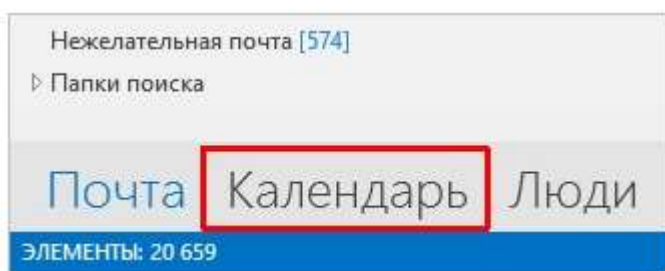 Нежелательная почта [574]
Папки поиска
Почта Календарь Люди
ЭЛЕМЕНТЫ: 20 659